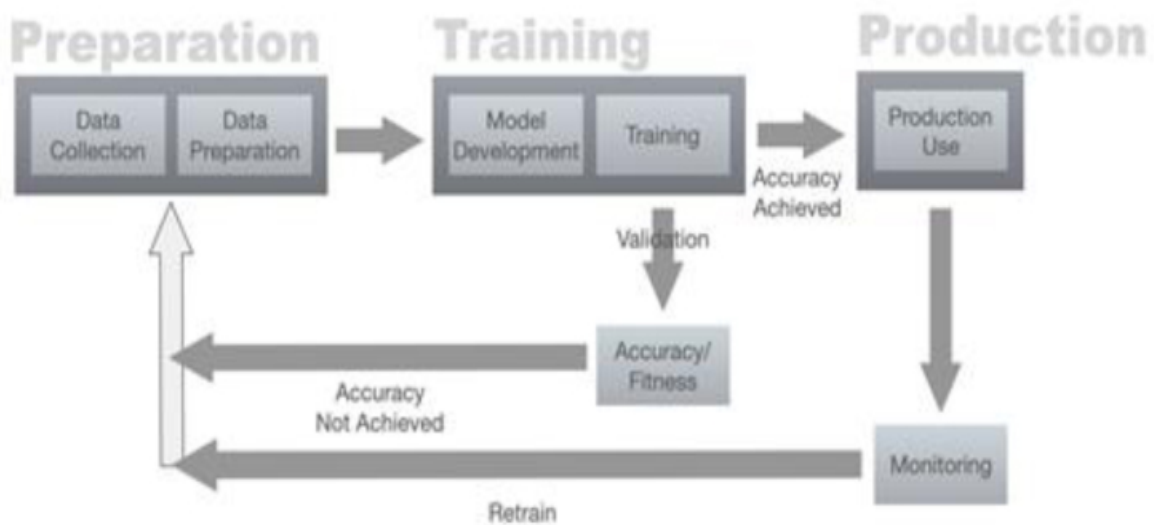 Preparation
Training
Production
Data
Collection
Data
Preparation
Model
Development
Training
Accuracy
Achieved
Production
Use
Validation
Accuracy/
Fitness
Accuracy
Not Achieved
Monitoring
Retrain